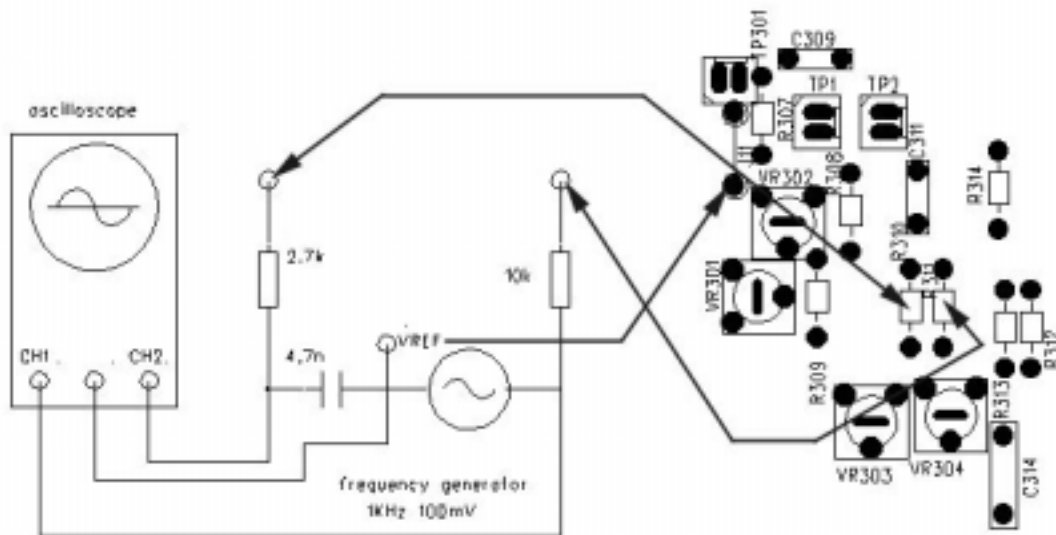 oscilloscope
CH1
CH2
2.7k
10k
4,7n
VREF
frequency generator
1KHz 100mV
TP301
C309
TP1
TP2
R307
C311
R308
VR302
R314
R310
VR301
R309
R312
R313
VR303
VR304
C314